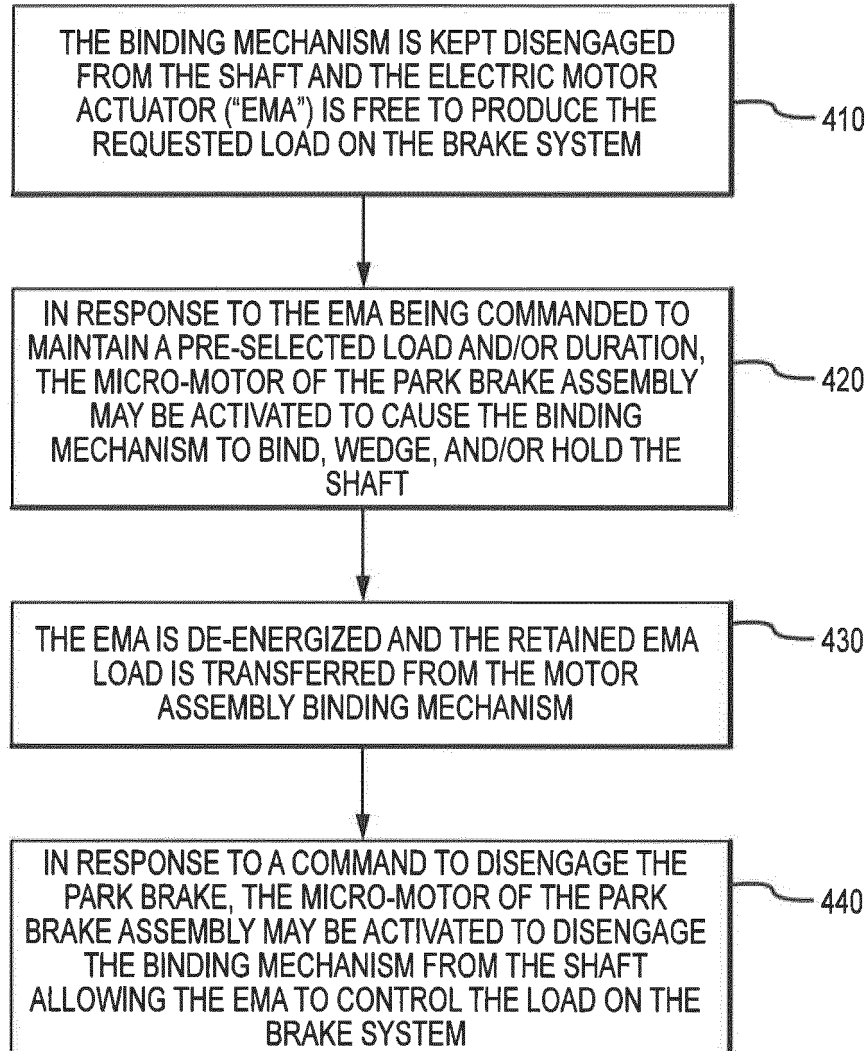 THE BINDING MECHANISM IS KEPT DISENGAGED
FROM THE SHAFT AND THE ELECTRIC MOTOR
ACTUATOR ("EMA") IS FREE TO PRODUCE THE
REQUESTED LOAD ON THE BRAKE SYSTEM
410
IN RESPONSE TO THE EMA BEING COMMANDED TO
MAINTAIN A PRE-SELECTED LOAD AND/OR DURATION,
THE MICRO-MOTOR OF THE PARK BRAKE ASSEMBLY
MAY BE ACTIVATED TO CAUSE THE BINDING
MECHANISM TO BIND, WEDGE, AND/OR HOLD THE
SHAFT
420
THE EMA IS DE-ENERGIZED AND THE RETAINED EMA
LOAD IS TRANSFERRED FROM THE MOTOR
ASSEMBLY BINDING MECHANISM
430
IN RESPONSE TO A COMMAND TO DISENGAGE THE
PARK BRAKE, THE MICRO-MOTOR OF THE PARK
BRAKE ASSEMBLY MAY BE ACTIVATED TO DISENGAGE
THE BINDING MECHANISM FROM THE SHAFT
ALLOWING THE EMA TO CONTROL THE LOAD ON THE
BRAKE SYSTEM
440